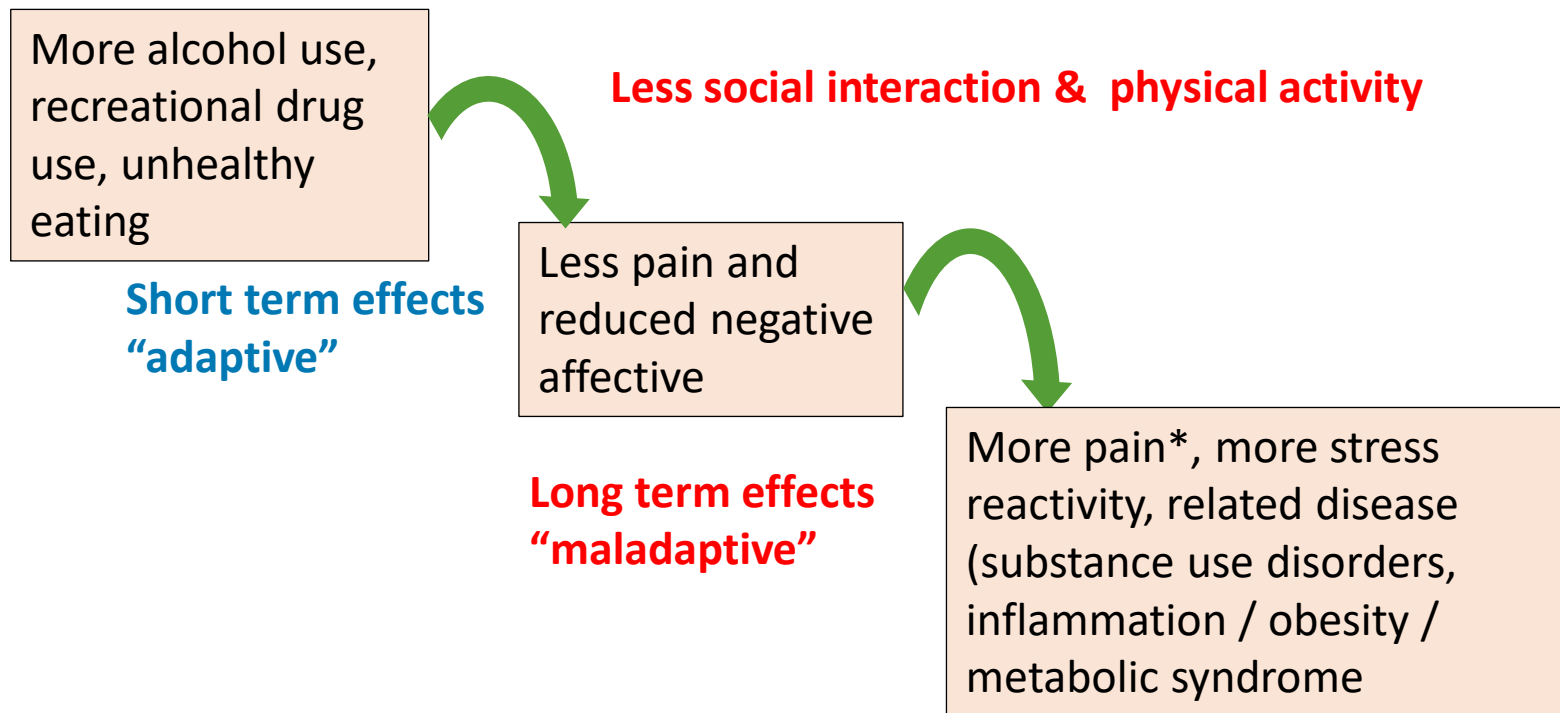 More alcohol use,
recreational drug
use, unhealthy
eating
Less social interaction & physical activity
Short term effects
“adaptive”
Less pain and
reduced negative
affective
Long term effects
“maladaptive”
More pain*, more stress
reactivity, related disease
(substance use disorders,
inflammation / obesity /
metabolic syndrome